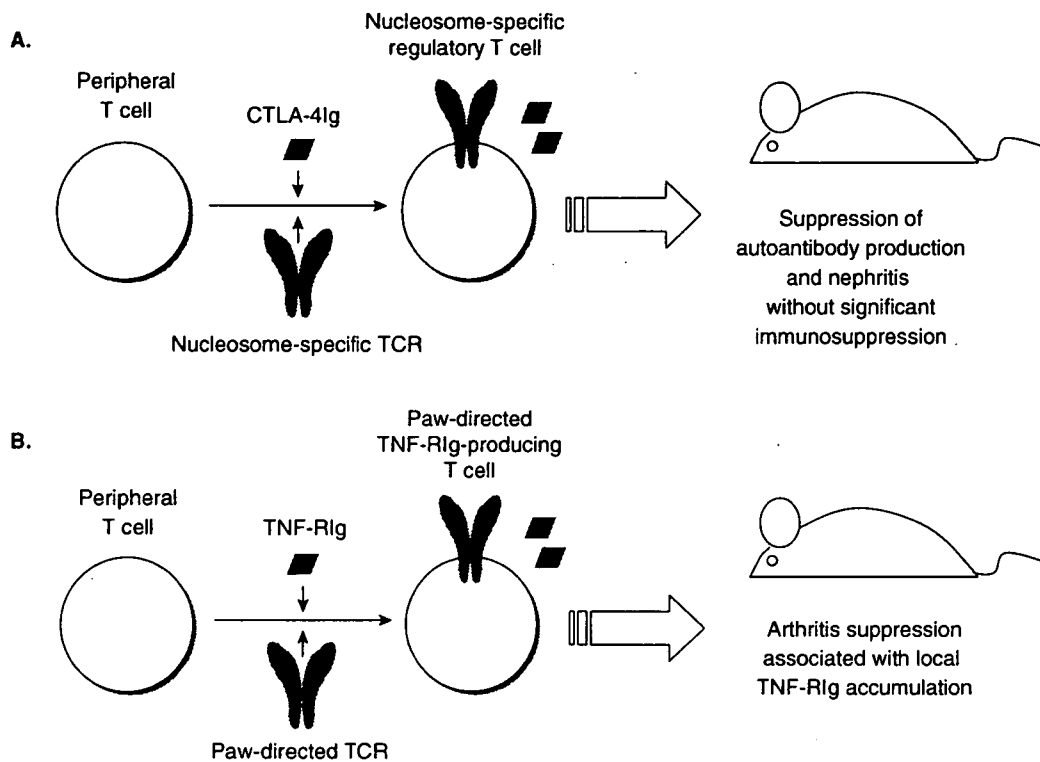 A.
Peripheral
T cell
CTLA-4Ig
Nucleosome-specific TCR
Nucleosome-specific
regulatory T cell
Suppression of
autoantibody production
and nephritis
without significant
immunosuppression
B.
Peripheral
T cell
TNF-RIg
Paw-directed TCR
Paw-directed
TNF-RIg-producing
T cell
Arthritis suppression
associated with local
TNF-RIg accumulation